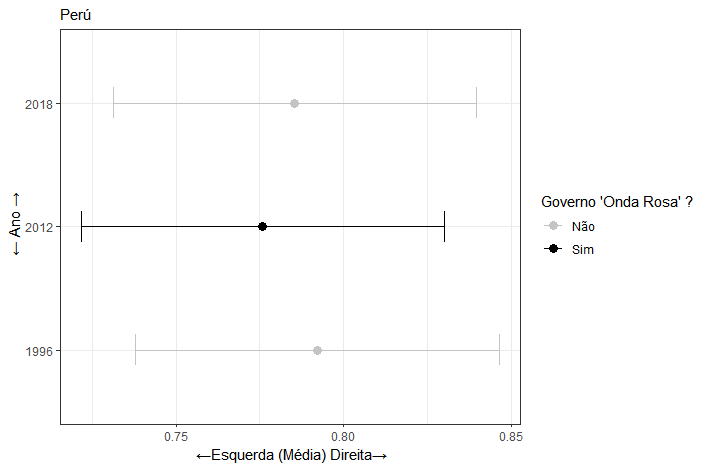 Perú
2018
2012
1996
← Ano →
0.75
0.80
0.85
←Esquerda (Média) Direita→
Governo 'Onda Rosa' ?
Não
Sim